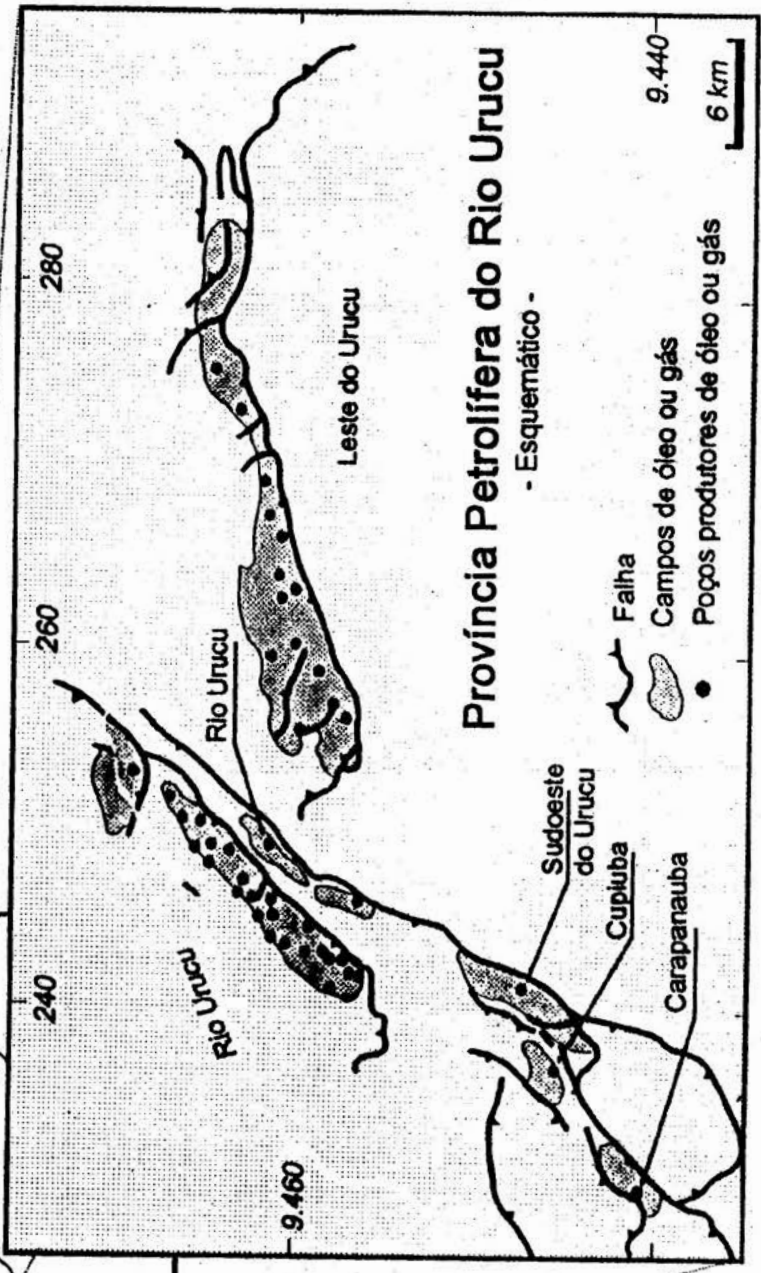 240
260
280
Rio Urucu
Rio Urucu
Leste do Urucu
9.460
Província Petrolífera do Rio Urucu
- Esquemático -
Sudoeste
do Urucu
Cupiuba
Carapanauba
Falha
Campos de óleo ou gás
Poços produtores de óleo ou gás
9.440
6 km